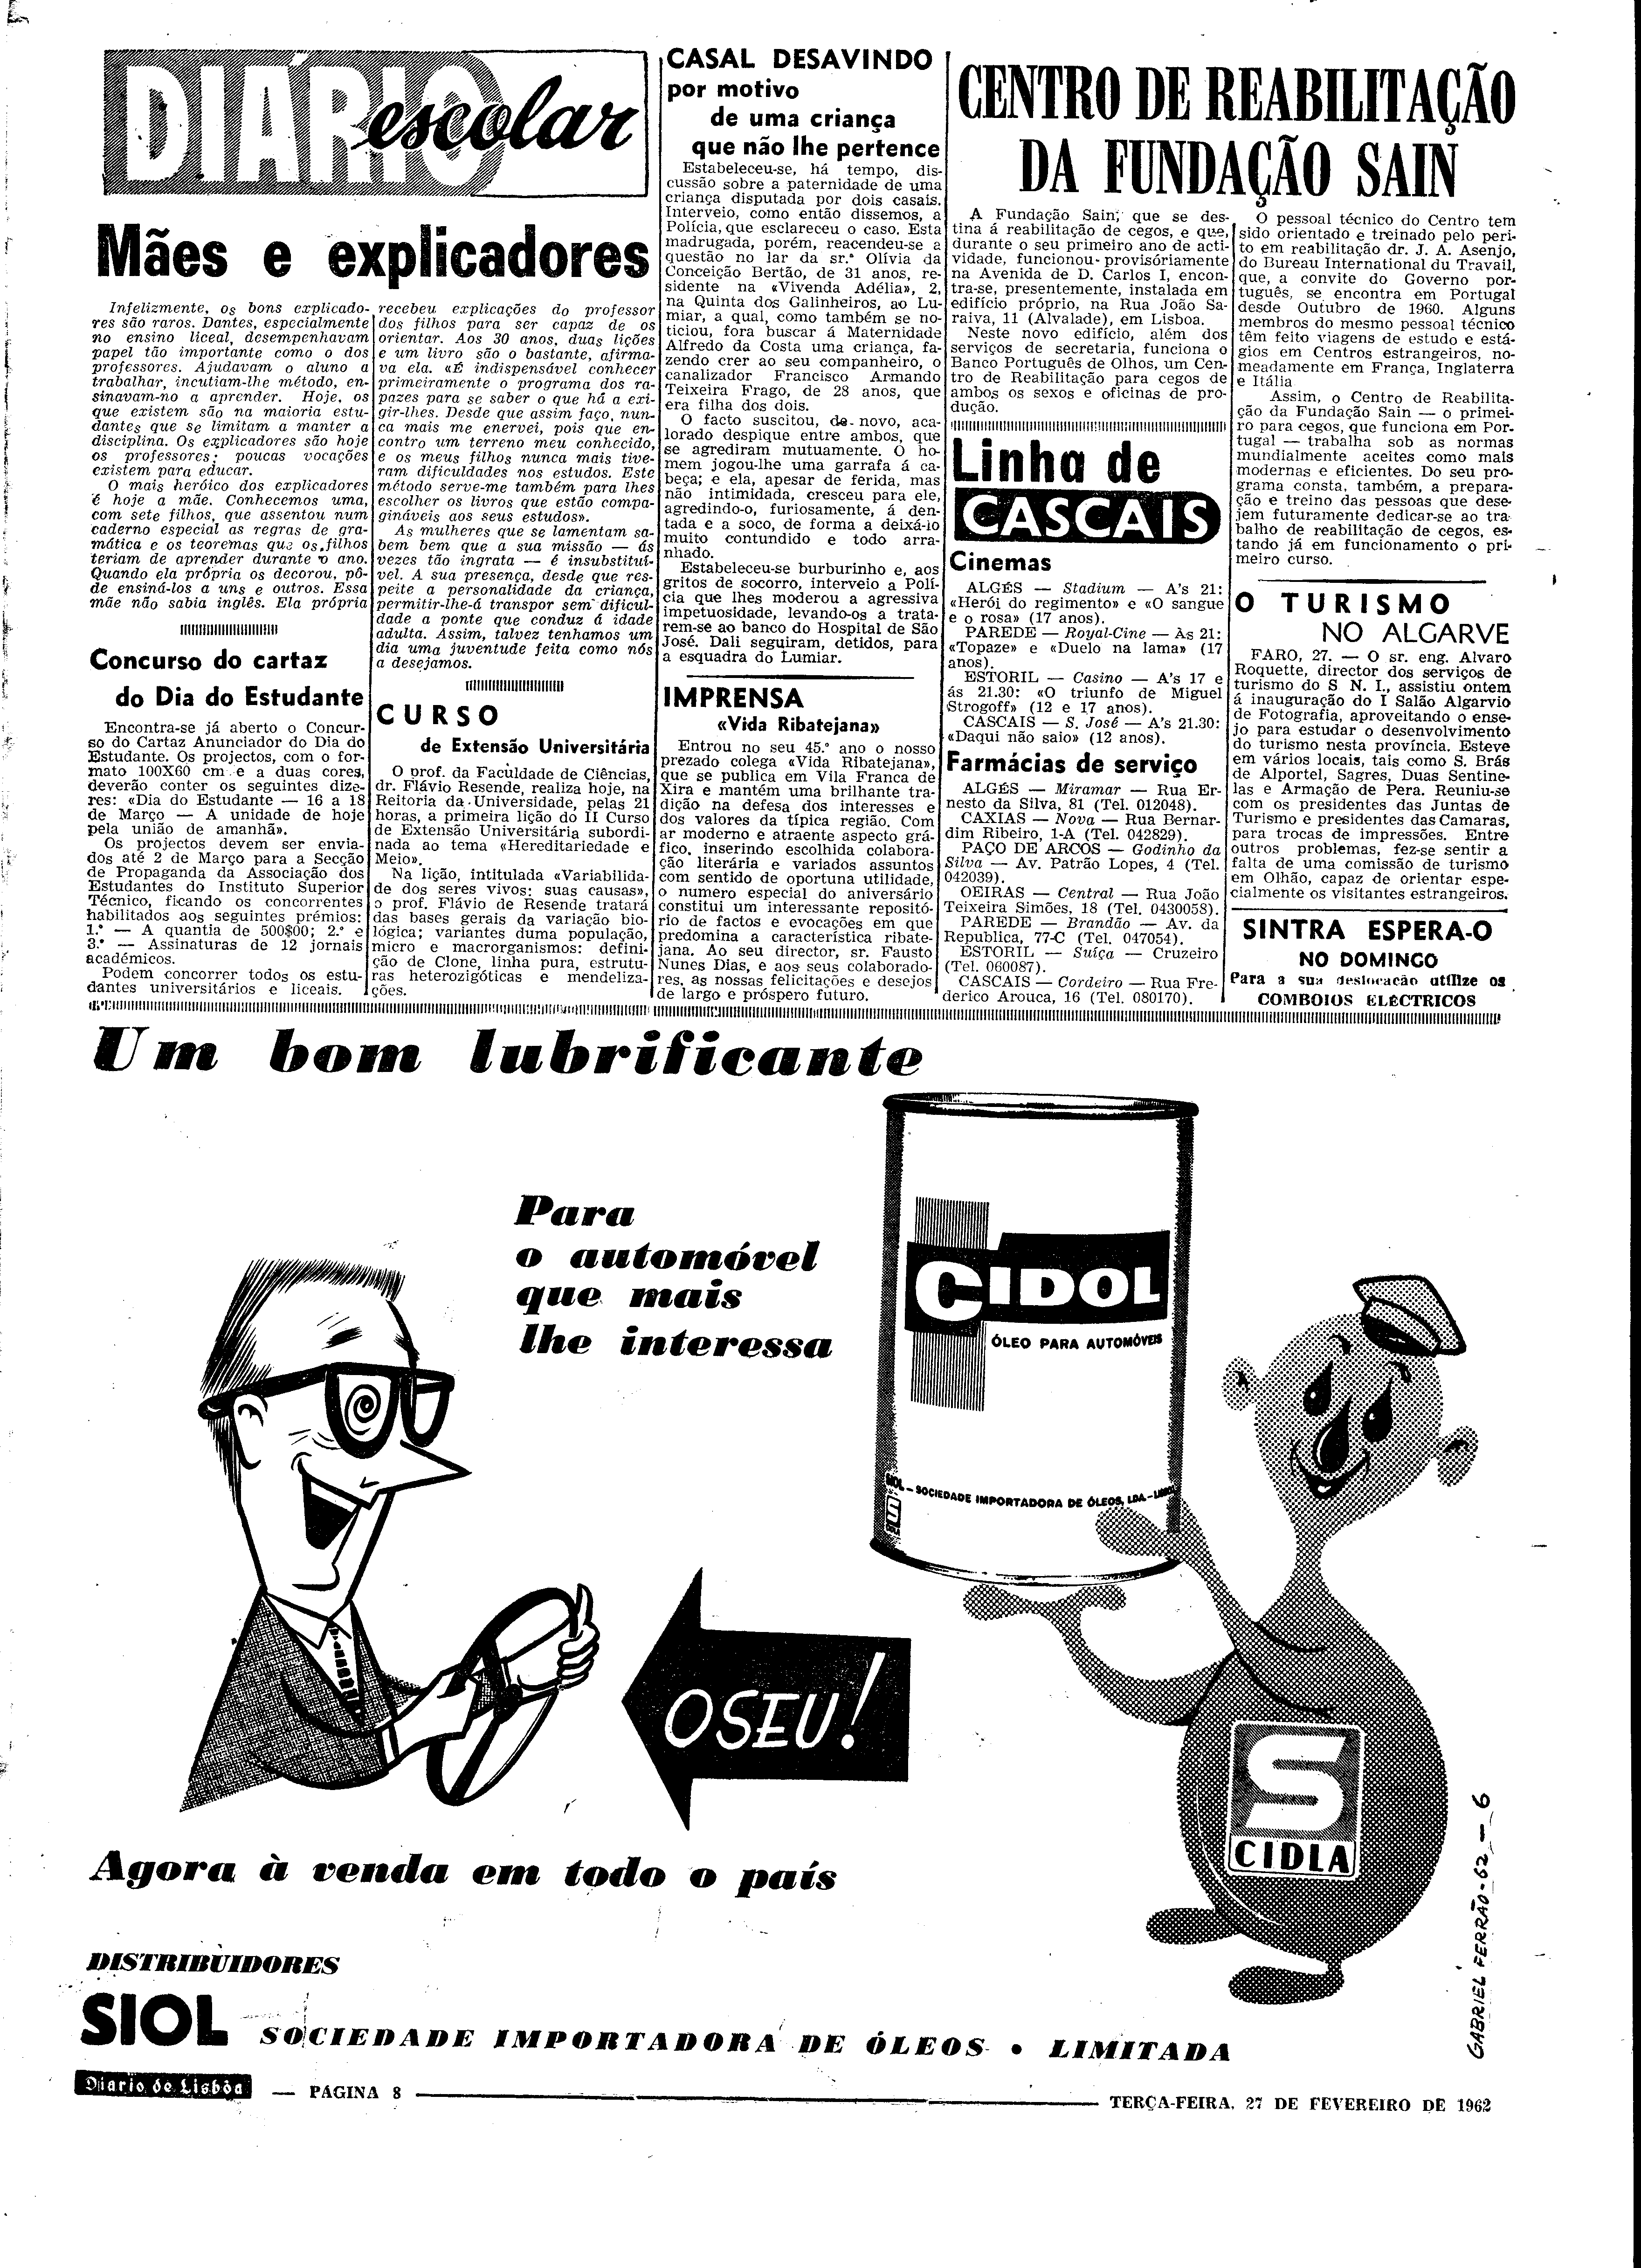 DIÁRIO escolar
Mães e explicadores
Infelizmente, os bons explicado-
res são raros. Dantes, especialmente
no ensino liceal, desempenhavam
papel tão importante como o dos
professores. Ajudavam o aluno a
trabalhar, incutiam-lhe método, en-
sinavam-no a aprender. Hoje, os
que existem são na maioria estu-
dantes que se limitam a manter a
disciplina. Os explicadores são hoje
os professores; poucas vocações
existem para educar.
O mais heróico dos explicadores
é hoje a mãe. Conhecemos uma,
com sete filhos, que assentou num
caderno especial as regras de gra-
mática e os teoremas que os filhos
teriam de aprender durante o ano.
Quando ela própria os decorou, pô-
de ensiná-los a uns e outros. Essa
mãe não sabia inglês. Ela própria
recebeu explicações do professor
dos filhos para ser capaz de os
orientar. Aos 30 anos, duas lições
e um livro são o bastante, afirma-
va ela. «É indispensável conhecer
primeiramente o programa dos ra-
pazes para se saber o que há a exi-
gir-lhes. Desde que assim faço, nun-
ca mais me enervei, pois que en-
contro um terreno meu conhecido,
e os meus filhos nunca mais tive-
ram dificuldades nos estudos. Este
método serve-me também para lhes
escolher os livros que estão compa-
gináveis aos seus estudos».
As mulheres que se lamentam sa-
bem bem que a sua missão — ás
vezes tão ingrata — é insubstituí-
vel. A sua presença, desde que res-
peite a personalidade da criança,
permitir-lhe-á transpor sem dificul-
dade a ponte que conduz á idade
adulta. Assim, talvez tenhamos um
dia uma juventude feita como nós
a desejamos.
Concurso do cartaz
do Dia do Estudante
Encontra-se já aberto o Concur-
so do Cartaz Anunciador do Dia do
Estudante. Os projectos, com o for-
mato 100X60 cm e a duas cores,
deverão conter os seguintes dize-
res: «Dia do Estudante — 16 a 18
de Março — A unidade de hoje
pela união de amanhã».
Os projectos devem ser envia-
dos até 2 de Março para a Secção
de Propaganda da Associação dos
Estudantes do Instituto Superior
Técnico, ficando os concorrentes
habilitados aos seguintes prémios:
1.º — A quantia de 500$00; 2.º e
3.º — Assinaturas de 12 jornais
académicos.
Podem concorrer todos os estu-
dantes universitários e liceais.
CURSO
de Extensão Universitária
O prof. da Faculdade de Ciências,
dr. Flávio Resende, realiza hoje, na
Reitoria da Universidade, pelas 21
horas, a primeira lição do II Curso
de Extensão Universitária subordi-
nada ao tema «Hereditariedade e
Meio».
Na lição, intitulada «Variabilida-
de dos seres vivos: suas causas»,
o prof. Flávio de Resende tratará
das bases gerais da variação bio-
lógica; variantes duma população,
micro e macrorganismos: defini-
ção de Clone, linha pura, estrutu-
ras heterozigóticas e mendeliza-
ções.
CASAL DESAVINDO
por motivo
de uma criança
que não lhe pertence
Estabeleceu-se, há tempo, dis-
cussão sobre a paternidade de uma
criança disputada por dois casais.
Interveio, como então dissemos, a
Polícia, que esclareceu o caso. Esta
madrugada, porém, reacendeu-se a
questão no lar da sr.ª Olívia da
Conceição Bertão, de 31 anos, re-
sidente na «Vivenda Adélia», 2,
na Quinta dos Galinheiros, ao Lu-
miar, a qual, como também se no-
ticiou, fora buscar á Maternidade
Alfredo da Costa uma criança, fa-
zendo crer ao seu companheiro, o
canalizador Francisco Armando
Teixeira Frago, de 28 anos, que
era filha dos dois.
O facto suscitou, de novo, aca-
lorado despique entre ambos, que
se agrediram mutuamente. O ho-
mem jogou-lhe uma garrafa á ca-
beça; e ela, apesar de ferida, mas
não intimidada, cresceu para ele,
agredindo-o, furiosamente, á den-
tada e a soco, de forma a deixá-lo
muito contundido e todo arra-
nhado.
Estabeleceu-se burburinho e, aos
gritos de socorro, interveio a Polí-
cia que lhes moderou a agressiva
impetuosidade, levando-os a trata-
rem-se ao banco do Hospital de São
José. Dali seguiram, detidos, para
a esquadra do Lumiar.
IMPRENSA
«Vida Ribatejana»
Entrou no seu 45.º ano o nosso
prezado colega «Vida Ribatejana»,
que se publica em Vila Franca de
Xira e mantém uma brilhante tra-
dição na defesa dos interesses e
dos valores da típica região. Com
ar moderno e atraente aspecto grá-
fico, inserindo escolhida colabora-
ção literária e variados assuntos
com sentido de oportuna utilidade,
o numero especial do aniversário
constitui um interessante repositó-
rio de factos e evocações em que
predomina a característica ribate-
jana. Ao seu director, sr. Fausto
Nunes Dias, e aos seus colaborado-
res, as nossas felicitações e desejos
de largo e próspero futuro.
CENTRO DE REABILITAÇÃO
DA FUNDAÇÃO SAIN
A Fundação Sain, que se des-
tina á reabilitação de cegos, e que,
durante o seu primeiro ano de acti-
vidade, funcionou provisóriamente
na Avenida de D. Carlos I, encon-
tra-se, presentemente, instalada em
edifício próprio, na Rua João Sa-
raiva, 11 (Alvalade), em Lisboa.
Neste novo edifício, além dos
serviços de secretaria, funciona o
Banco Português de Olhos, um Cen-
tro de Reabilitação para cegos de
ambos os sexos e oficinas de pro-
dução.
O pessoal técnico do Centro tem
sido orientado e treinado pelo peri-
to em reabilitação dr. J. A. Asenjo,
do Bureau International du Travail,
que, a convite do Governo por-
tuguês, se encontra em Portugal
desde Outubro de 1960. Alguns
membros do mesmo pessoal técnico
têm feito viagens de estudo e está-
gios em Centros estrangeiros, no-
meadamente em França, Inglaterra
e Itália
Assim, o Centro de Reabilita-
ção da Fundação Sain — o primei-
ro para cegos, que funciona em Por-
tugal — trabalha sob as normas
mundialmente aceites como mais
modernas e eficientes. Do seu pro-
grama consta, também, a prepara-
ção e treino das pessoas que dese-
jem futuramente dedicar-se ao tra
balho de reabilitação de cegos, es-
tando já em funcionamento o pri-
meiro curso.
Linha de
CASCAIS
Cinemas
ALGÉS — Stadium — A's 21:
«Herói do regimento» e «O sangue
e o rosa» (17 anos).
PAREDE — Royal-Cine — Às 21:
«Topaze» e «Duelo na lama» (17
anos).
ESTORIL — Casino — A's 17 e
ás 21.30: «O triunfo de Miguel
Strogoff» (12 e 17 anos).
CASCAIS — S. José — A's 21.30:
«Daqui não saio» (12 anos).
Farmácias de serviço
ALGÉS — Miramar — Rua Er-
nesto da Silva, 81 (Tel. 012048).
CAXIAS — Nova — Rua Bernar-
dim Ribeiro, 1-A (Tel. 042829).
PAÇO DE ARCOS — Godinho da
Silva — Av. Patrão Lopes, 4 (Tel.
042039).
OEIRAS — Central — Rua João
Teixeira Simões, 18 (Tel. 0430058).
PAREDE — Brandão — Av. da
Republica, 77-C (Tel. 047054).
ESTORIL — Suíça — Cruzeiro
(Tel. 060087).
CASCAIS — Cordeiro — Rua Fre-
derico Arouca, 16 (Tel. 080170).
O TURISMO
NO ALGARVE
FARO, 27. — O sr. eng. Alvaro
Roquette, director dos serviços de
turismo do S N. I., assistiu ontem
á inauguração do I Salão Algarvio
de Fotografia, aproveitando o ense-
jo para estudar o desenvolvimento
do turismo nesta província. Esteve
em vários locais, tais como S. Brás
de Alportel, Sagres, Duas Sentine-
las e Armação de Pera. Reuniu-se
com os presidentes das Juntas de
Turismo e presidentes das Camaras,
para trocas de impressões. Entre
outros problemas, fez-se sentir a
falta de uma comissão de turismo
em Olhão, capaz de orientar espe-
cialmente os visitantes estrangeiros.
SINTRA ESPERA-O
NO DOMINGO
Para a sua deslocação utilize os
COMBOIOS ELÉCTRICOS
Um bom lubrificante
Para
o automóvel
que mais
lhe interessa
CIDOL
ÓLEO PARA AUTOMÓVEIS
SIOL - SOCIEDADE IMPORTADORA DE ÓLEOS, LDA. - LISBOA
O SEU!
S
CIDLA
GABRIEL FERRÃO-62-6
Agora à venda em todo o país
DISTRIBUIDORES
SIOL SOCIEDADE IMPORTADORA DE ÓLEOS • LIMITADA
Diario de Lisbôa — PÁGINA 8 — TERÇA-FEIRA, 27 DE FEVEREIRO DE 1962